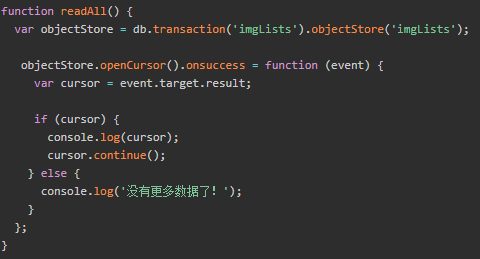 function readAll() {
  var objectStore = db.transaction('imgLists').objectStore('imgLists');

   objectStore.openCursor().onsuccess = function (event) {
     var cursor = event.target.result;

     if (cursor) {
       console.log(cursor);
       cursor.continue();
    } else {
      console.log('没有更多数据了! ');
    }
  };
}